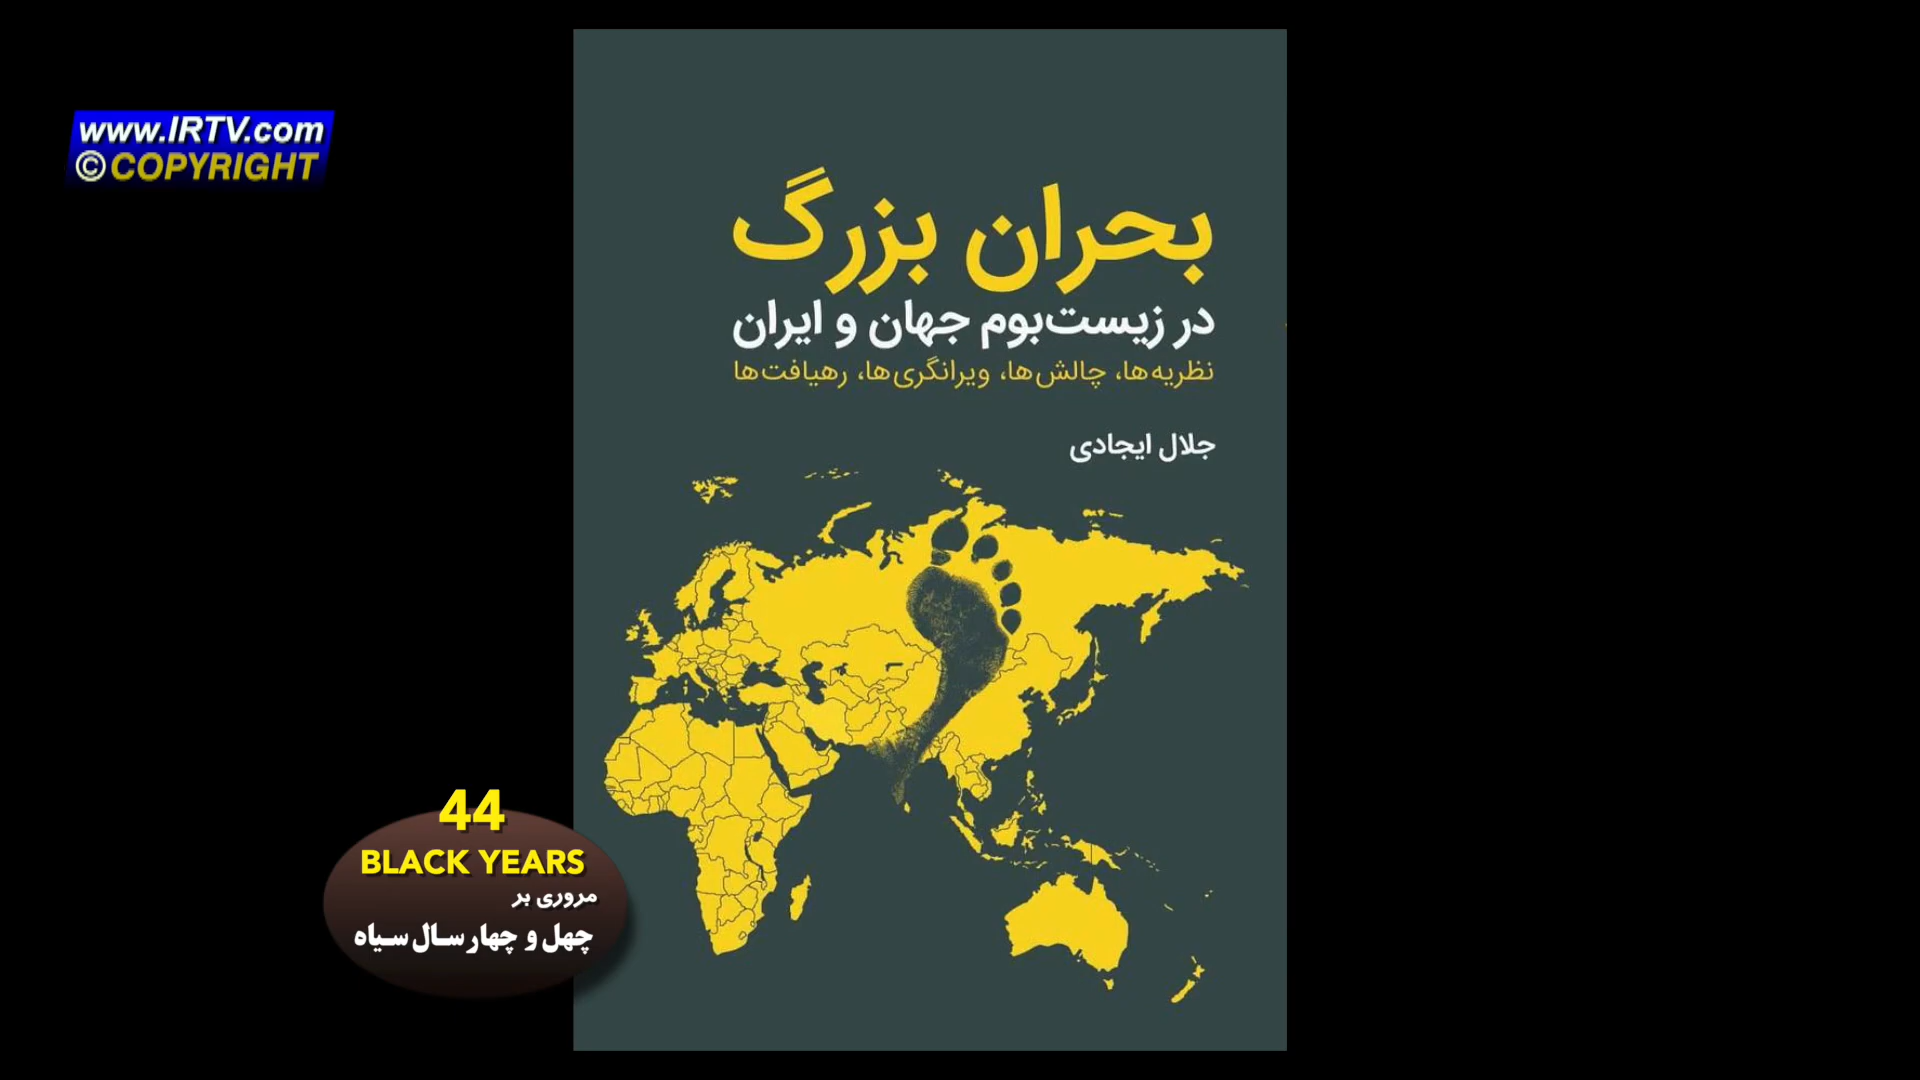 www.IRTV.com
© COPYRIGHT
بحران بزرگ
در زیست‌بوم جهان و ایران
نظریه‌ها، چالش‌ها، ویرانگری‌ها، رهیافت‌ها
جلال ایجادی
44
BLACK YEARS
مروری بر
چهل و چهار سال سیاه